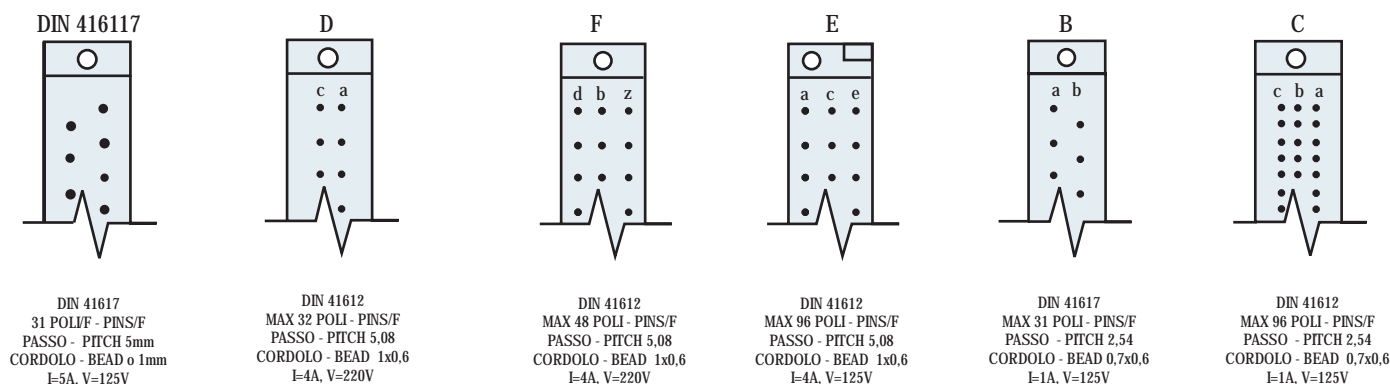 DIN 416117
D
F
E
B
C
c a
d b z
a c e
a b
c b a
DIN 41617
31 POLI/F - PINS/F
PASSO - PITCH 5mm
CORDOLO - BEAD o 1mm
I=5A, V=125V
DIN 41612
MAX 32 POLI - PINS/F
PASSO - PITCH 5,08
CORDOLO - BEAD 1x0,6
I=4A, V=220V
DIN 41612
MAX 48 POLI - PINS/F
PASSO - PITCH 5,08
CORDOLO - BEAD 1x0,6
I=4A, V=220V
DIN 41612
MAX 96 POLI - PINS/F
PASSO - PITCH 5,08
CORDOLO - BEAD 1x0,6
I=4A, V=125V
DIN 41617
MAX 31 POLI - PINS/F
PASSO - PITCH 2,54
CORDOLO - BEAD 0,7x0,6
I=1A, V=125V
DIN 41612
MAX 96 POLI - PINS/F
PASSO - PITCH 2,54
CORDOLO - BEAD 0,7x0,6
I=1A, V=125V